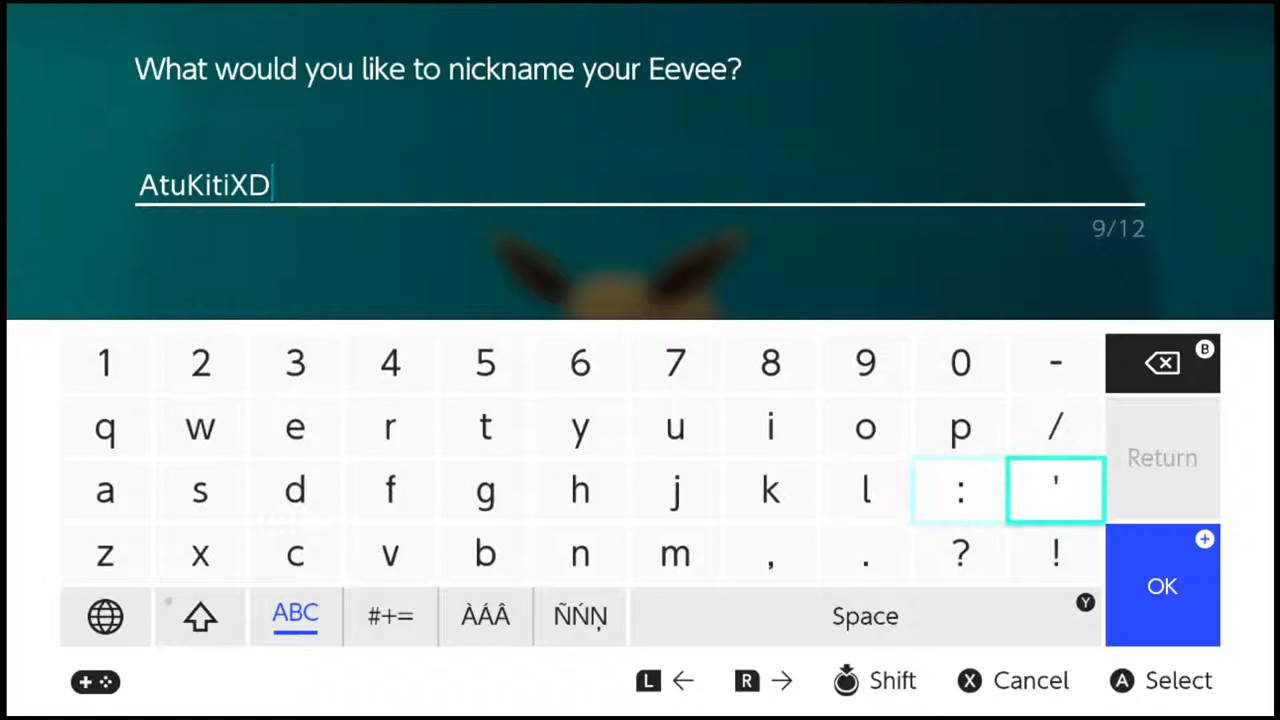 What would you like to nickname your Eevee?
AtuKitiXD
9/12
1 2 3 4 5 6 7 8 9 0 - B
q w e r t y u i o p / Return
a s d f g h j k l : '
z x c v b n m , . ? ! + OK
ABC #+= ÀÁÂ ÑŃŅ Space Y
L ← R → Shift X Cancel A Select